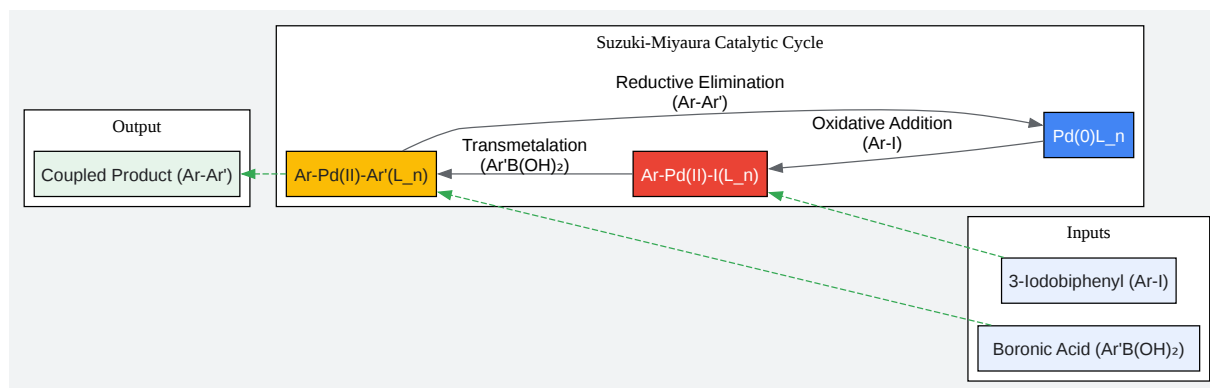 Suzuki-Miyaura Catalytic Cycle
Reductive Elimination
(Ar-Ar')
Output
Oxidative Addition
(Ar-I)
Pd(0)L_n
Transmetalation
(Ar'B(OH)₂)
Coupled Product (Ar-Ar')
Ar-Pd(II)-Ar'(L_n)
Ar-Pd(II)-I(L_n)
Inputs
3-Iodobiphenyl (Ar-I)
Boronic Acid (Ar'B(OH)₂)